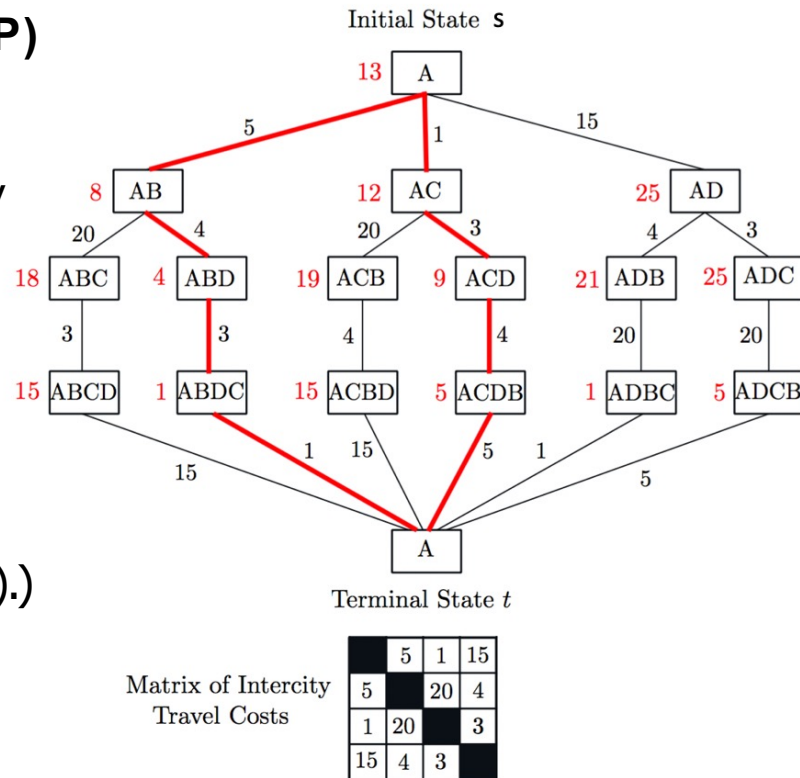 P)
Initial State s
13 A
5 1 15
8 AB 12 AC 25 AD
20 4 20 3 4 3
18 ABC 4 ABD 19 ACB 9 ACD 21 ADB 25 ADC
3 3 4 4 20 20
15 ABCD 1 ABDC 15 ACBD 5 ACDB 1 ADBC 5 ADCB
15 1 15 5 1 5
A
).)
Terminal State t
Matrix of Intercity
Travel Costs
5 1 15
5 20 4
1 20 3
15 4 3